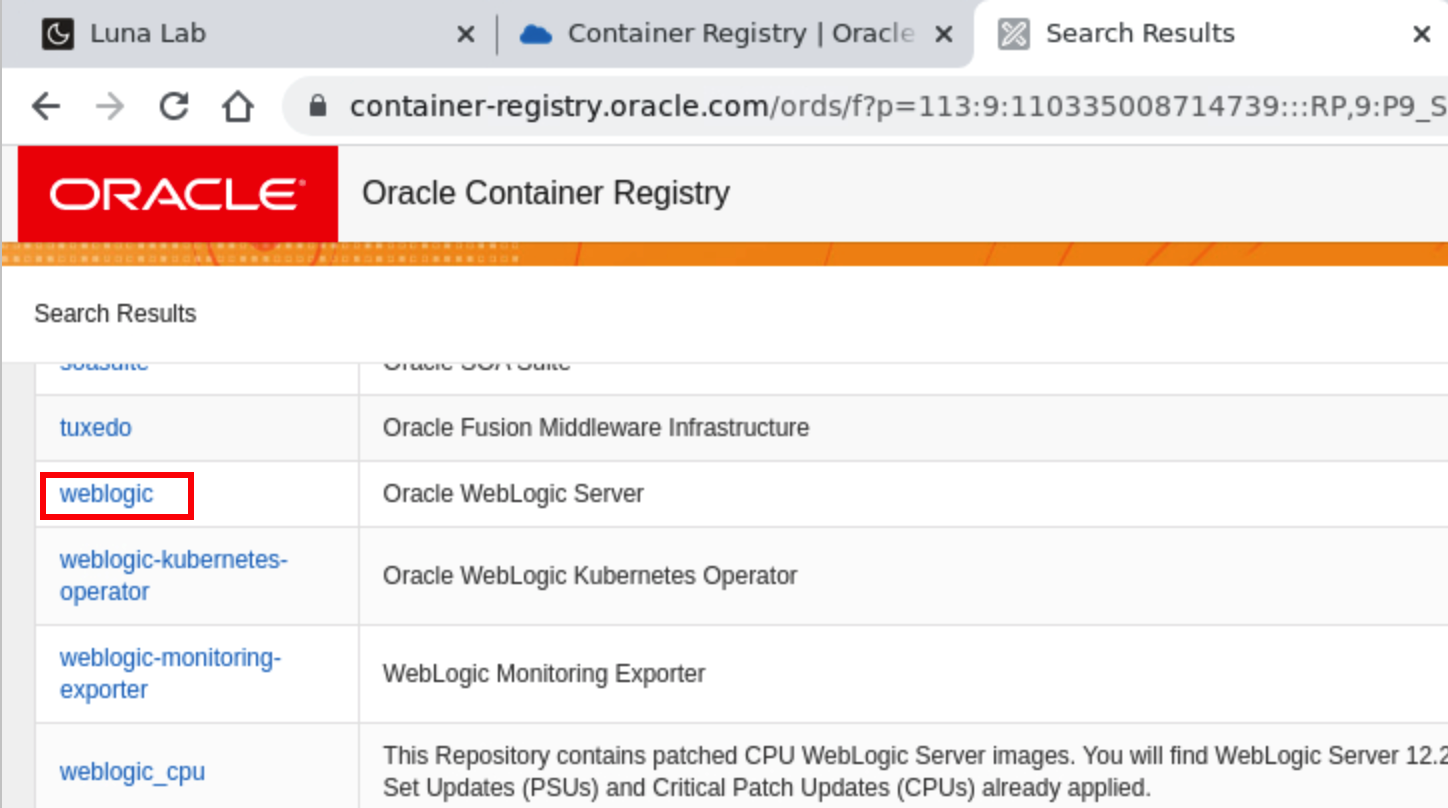 Luna Lab
Container Registry | Oracle
Search Results
container-registry.oracle.com/ords/f?p=113:9:110335008714739:::RP,9:P9_S
ORACLE®
Oracle Container Registry
Search Results
soasuite Oracle SOA Suite
tuxedo Oracle Fusion Middleware Infrastructure
weblogic Oracle WebLogic Server
weblogic-kubernetes-
operator
Oracle WebLogic Kubernetes Operator
weblogic-monitoring-
exporter
WebLogic Monitoring Exporter
weblogic_cpu
This Repository contains patched CPU WebLogic Server images. You will find WebLogic Server 12.2
Set Updates (PSUs) and Critical Patch Updates (CPUs) already applied.